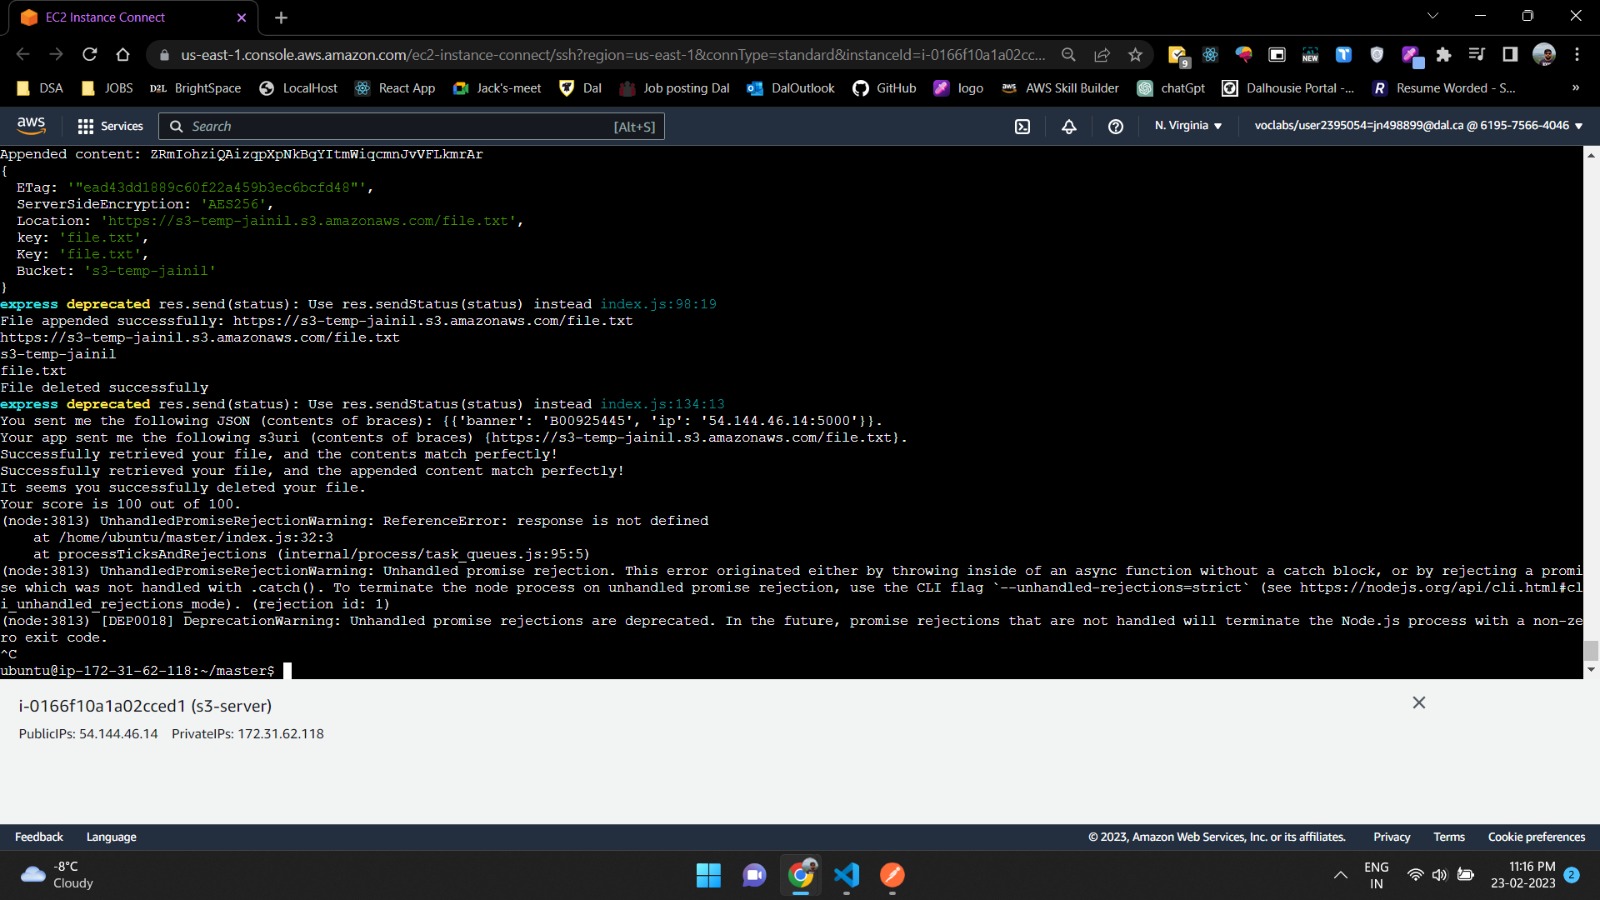 EC2 Instance Connect
us-east-1.console.aws.amazon.com/ec2-instance-connect/ssh?region=us-east-1&connType=standard&instanceId=i-0166f10a1a02cc...
9
NEW
DSA JOBS D2L BrightSpace LocalHost React App Jack's-meet Dal Job posting Dal DalOutlook GitHub logo aws AWS Skill Builder chatGpt Dalhousie Portal -... R Resume Worded - S... »
aws Services Search [Alt+S] N. Virginia voclabs/user2395054=jn498899@dal.ca @ 6195-7566-4046
Appended content: ZRmIohziQAizqpXpNkBqYItmWiqcmnJvVFLkmrAr
{
ETag: '"ead43dd1889c60f22a459b3ec6bcfd48"',
ServerSideEncryption: 'AES256',
Location: 'https://s3-temp-jainil.s3.amazonaws.com/file.txt',
key: 'file.txt',
Key: 'file.txt',
Bucket: 's3-temp-jainil'
}
express deprecated res.send(status): Use res.sendStatus(status) instead index.js:98:19
File appended successfully: https://s3-temp-jainil.s3.amazonaws.com/file.txt
https://s3-temp-jainil.s3.amazonaws.com/file.txt
s3-temp-jainil
file.txt
File deleted successfully
express deprecated res.send(status): Use res.sendStatus(status) instead index.js:134:13
You sent me the following JSON (contents of braces): {{'banner': 'B00925445', 'ip': '54.144.46.14:5000'}}.
Your app sent me the following s3uri (contents of braces) {https://s3-temp-jainil.s3.amazonaws.com/file.txt}.
Successfully retrieved your file, and the contents match perfectly!
Successfully retrieved your file, and the appended content match perfectly!
It seems you successfully deleted your file.
Your score is 100 out of 100.
(node:3813) UnhandledPromiseRejectionWarning: ReferenceError: response is not defined
at /home/ubuntu/master/index.js:32:3
at processTicksAndRejections (internal/process/task_queues.js:95:5)
(node:3813) UnhandledPromiseRejectionWarning: Unhandled promise rejection. This error originated either by throwing inside of an async function without a catch block, or by rejecting a promi
se which was not handled with .catch(). To terminate the node process on unhandled promise rejection, use the CLI flag `--unhandled-rejections=strict` (see https://nodejs.org/api/cli.html#cl
i_unhandled_rejections_mode). (rejection id: 1)
(node:3813) [DEP0018] DeprecationWarning: Unhandled promise rejections are deprecated. In the future, promise rejections that are not handled will terminate the Node.js process with a non-ze
ro exit code.
^C
ubuntu@ip-172-31-62-118:~/master$
i-0166f10a1a02cced1 (s3-server)
PublicIPs: 54.144.46.14 PrivateIPs: 172.31.62.118
Feedback Language © 2023, Amazon Web Services, Inc. or its affiliates. Privacy Terms Cookie preferences
-8°C
Cloudy
ENG
IN
11:16 PM
23-02-2023
2